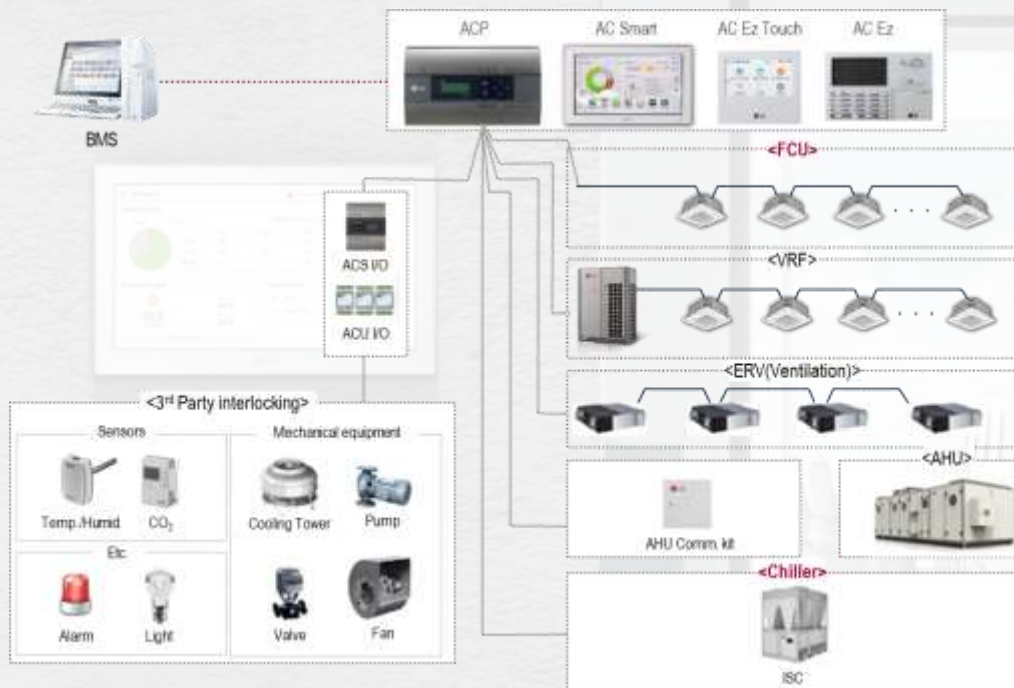 ACP
AC Smart
AC Ez Touch
AC Ez
BMS
<FCU>
ACS I/O
ACU I/O
<VRF>
<ERV(Ventilation)>
<3rd Party interlocking>
Sensors
Mechanical equipment
Temp./Humid
CO₂
Cooling Tower
Pump
Etc
Alarm
Light
Valve
Fan
AHU Comm. kit
<AHU>
<Chiller>
ISC